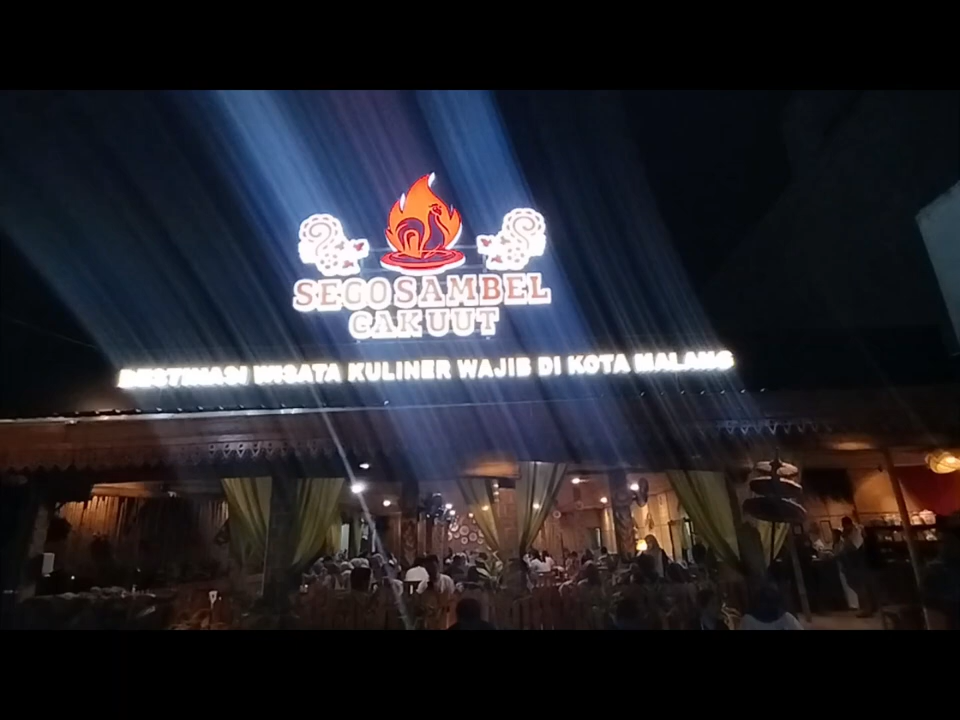 SEGO SAMBEL
CAK UUT
DESTINASI WISATA KULINER WAJIB DI KOTA MALANG